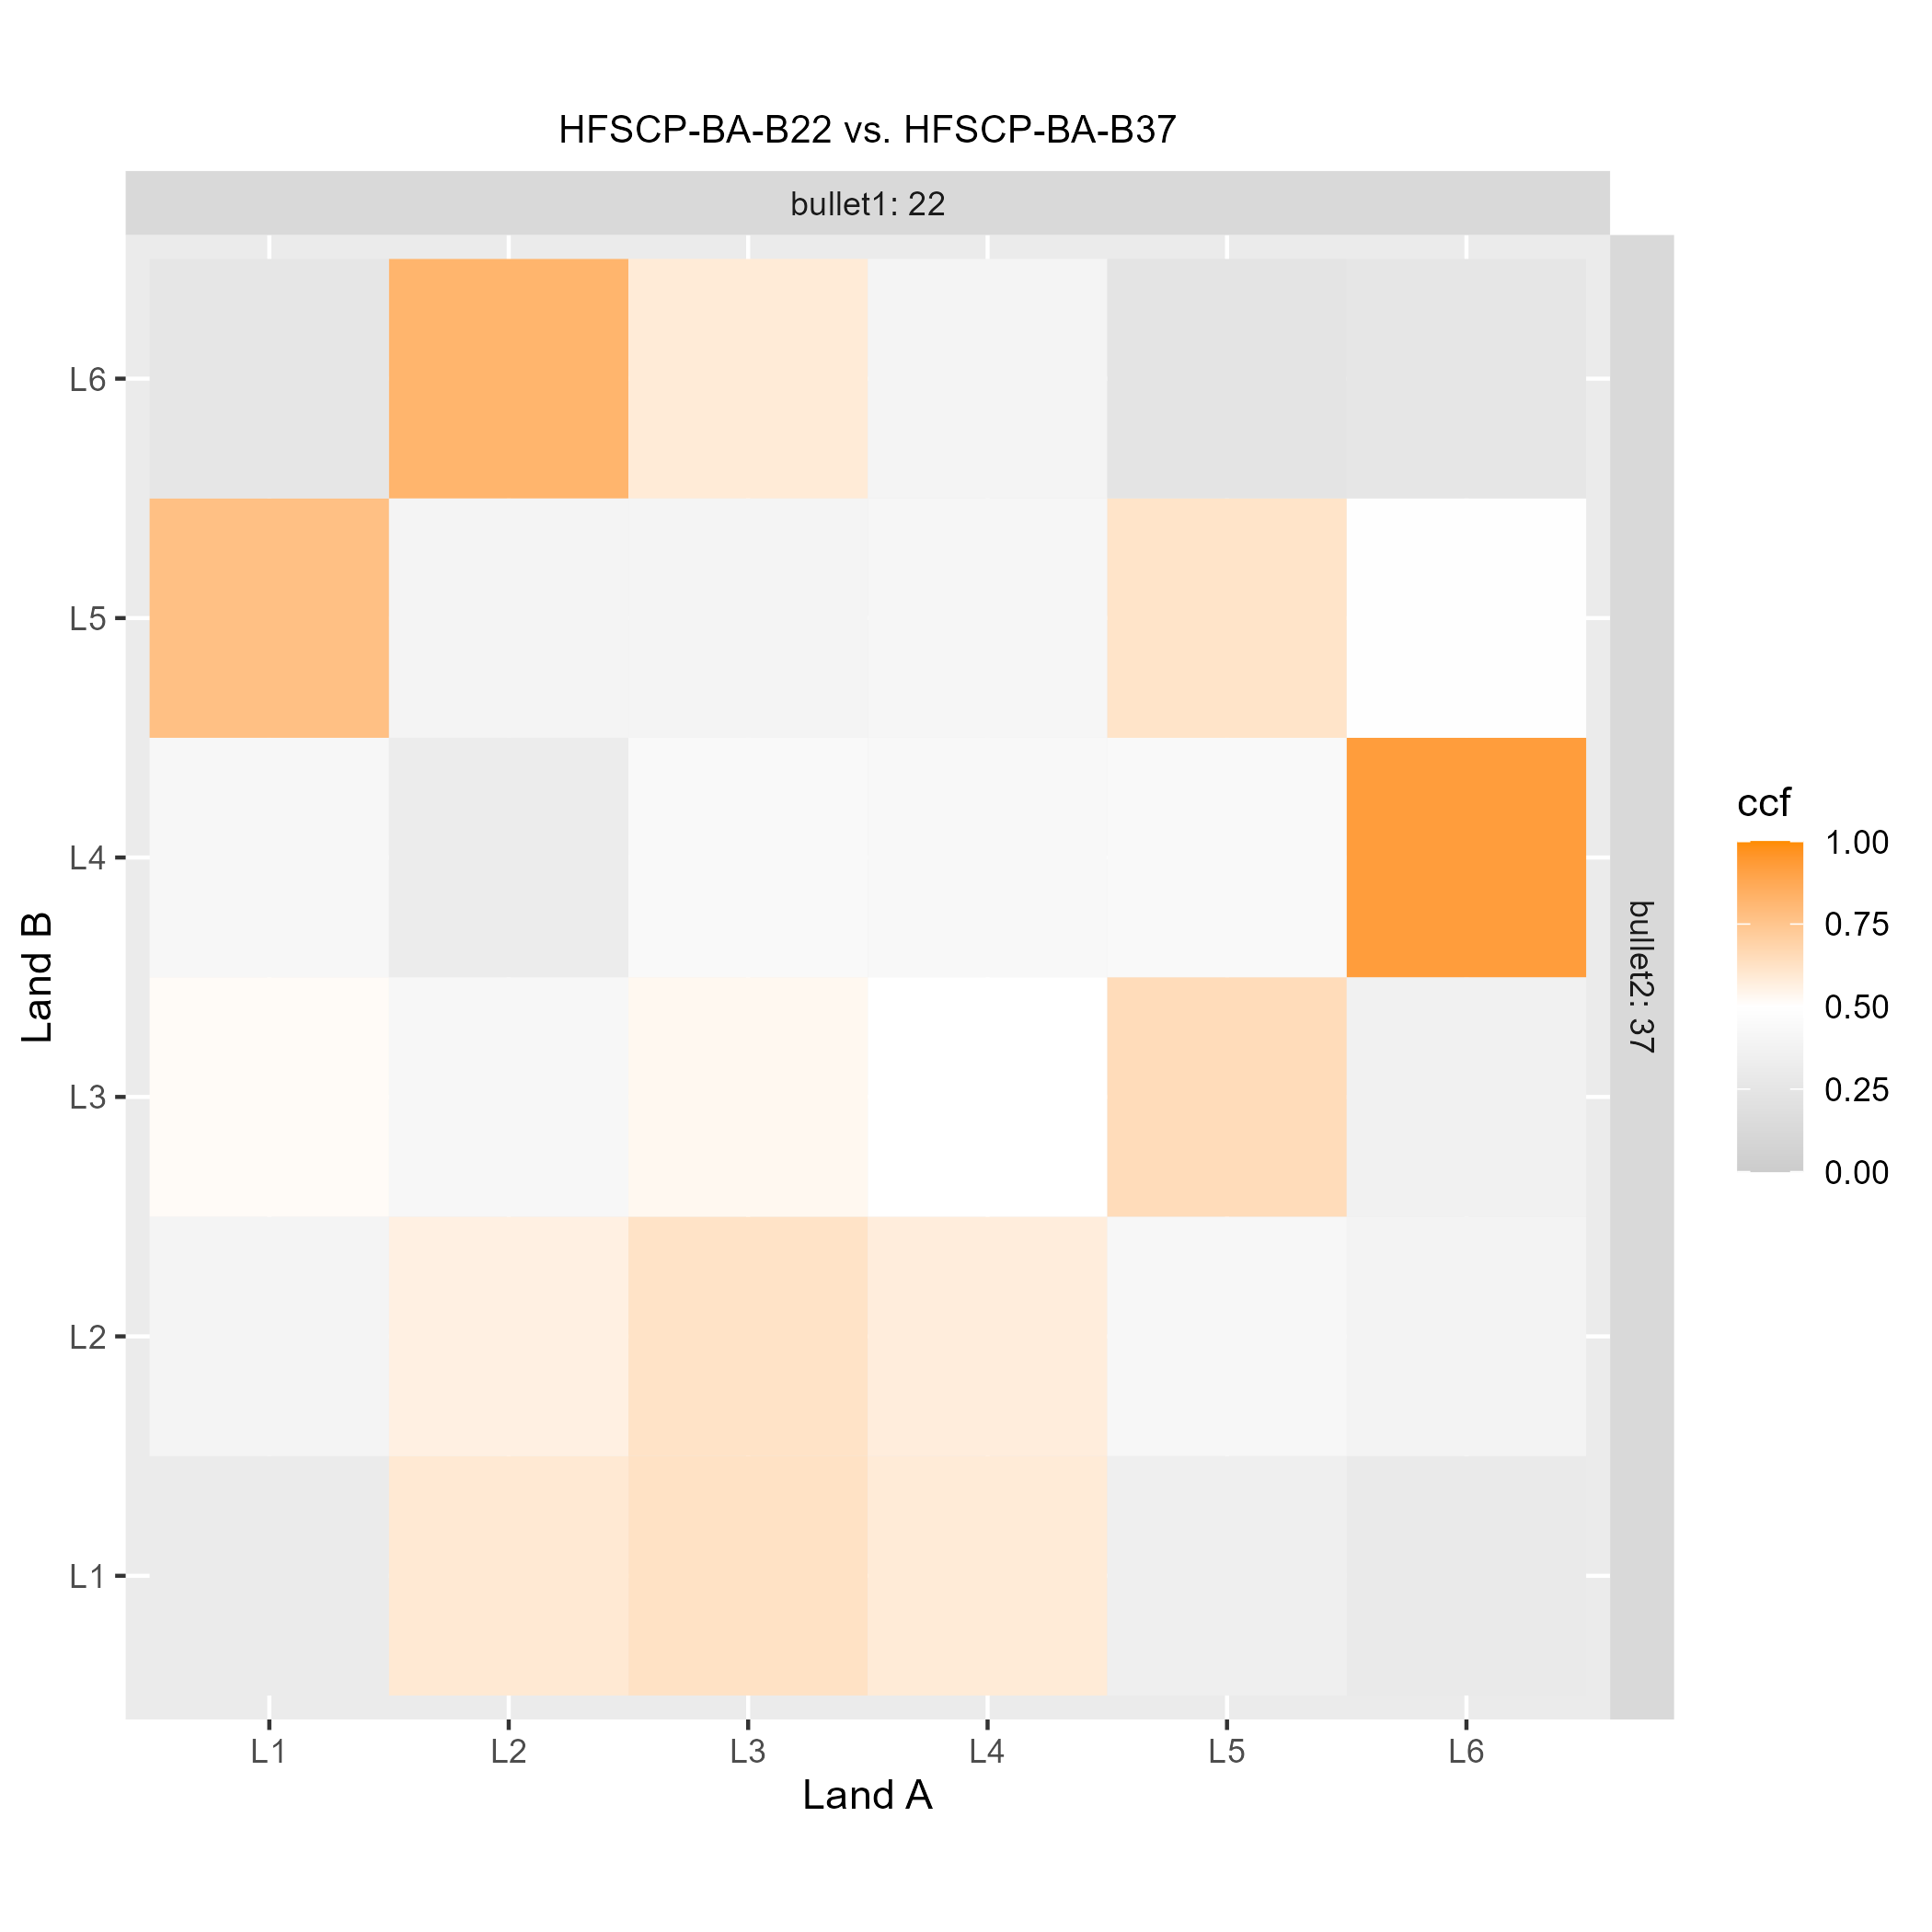 HFSCP-BA-B22 vs. HFSCP-BA-B37
bullet1: 22
L6
L5
L4
L3
L2
L1
Land B
bullet2: 37
ccf
1.00
0.75
0.50
0.25
0.00
L1 L2 L3 L4 L5 L6
Land A